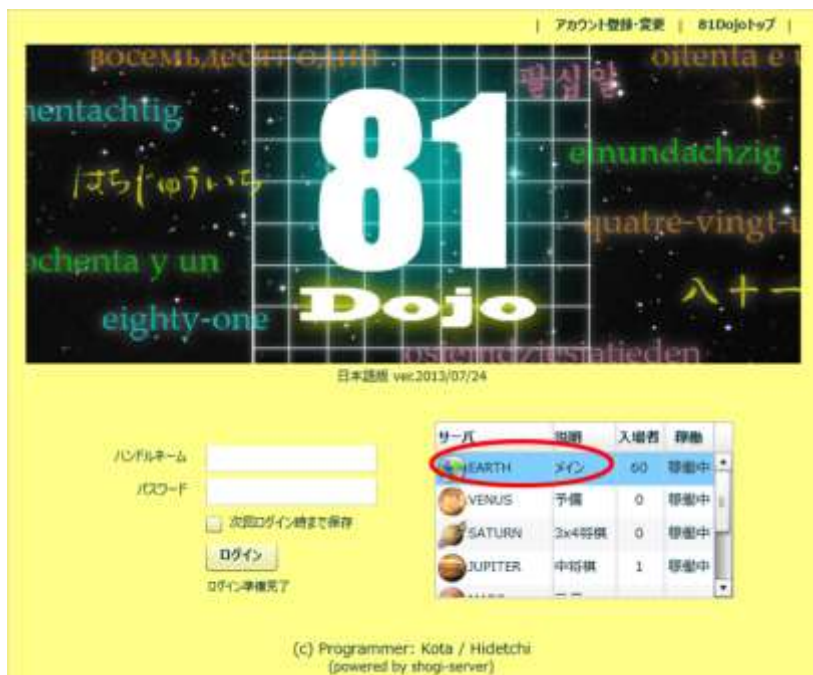 | アカウント登録・変更 | 81Dojoトップ |
восемьдесят один
oitenta e u
팔십일
nentachtig
einundachzig
はちじゅういち
81
quatre-vingt-u
ochenta y un
八十一
eighty-one
Dojo
osiemdziesiatjeden
日本語版 ver.2013/07/24
サーバ 説明 入場者 稼働
ハンドルネーム
EARTH メイン 60 稼働中
パスワード
VENUS 予備 0 稼働中
次回ログイン時まで保存
SATURN 3x4将棋 0 稼働中
ログイン
JUPITER 中将棋 1 稼働中
ログイン準備完了
(c) Programmer: Kota / Hidetchi
(powered by shogi-server)